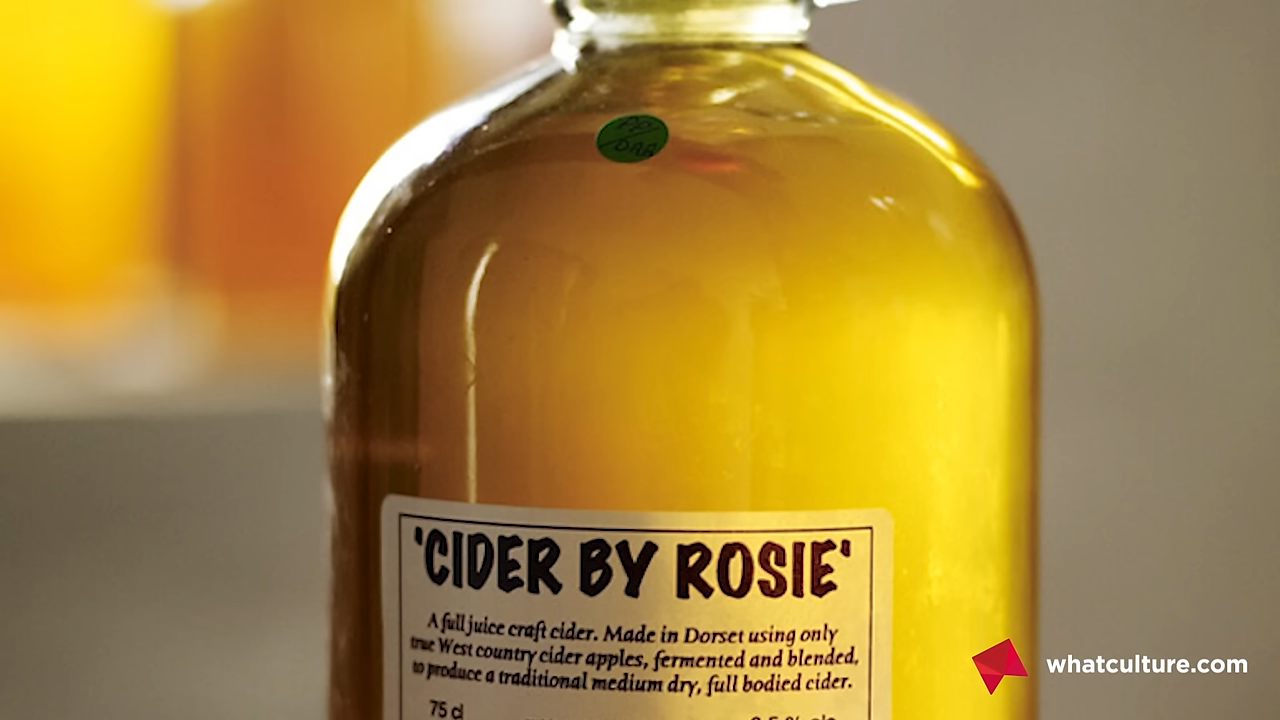 'CIDER BY ROSIE'
A full juice craft cider. Made in Dorset using only
true West country cider apples, fermented and blended,
to produce a traditional medium dry, full bodied cider.
75 cl
whatculture.com